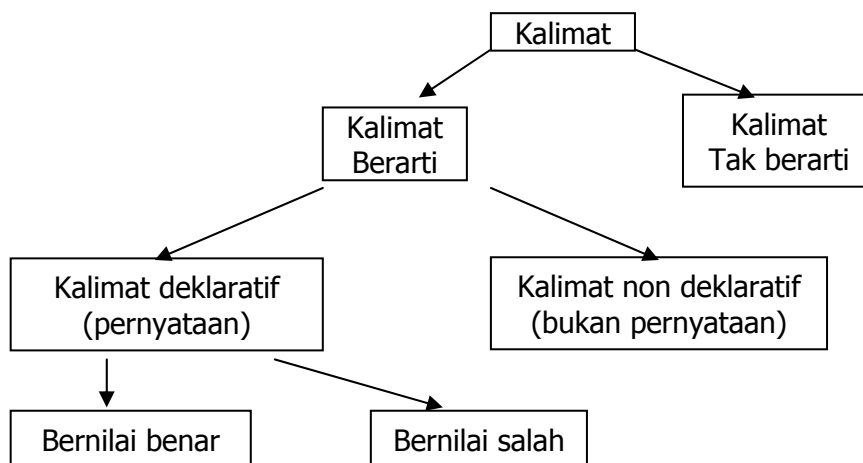 Kalimat
Kalimat
Berarti
Kalimat
Tak berarti
Kalimat deklaratif
(pernyataan)
Kalimat non deklaratif
(bukan pernyataan)
Bernilai benar
Bernilai salah